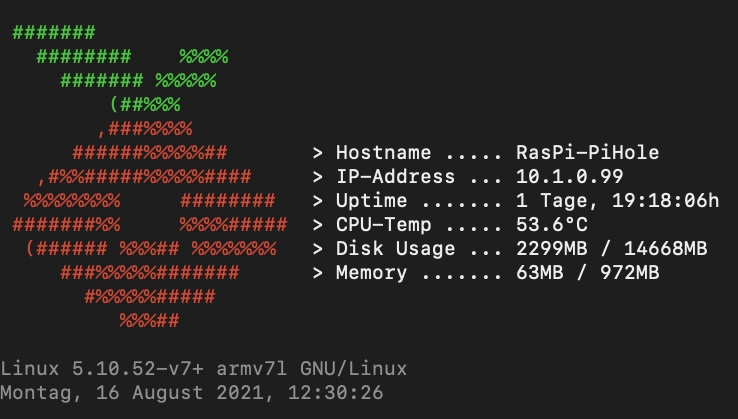 #######
########    %%%%
####### %%%%%
(##%%%
,###%%%%
######%%%%%## > Hostname ..... RasPi-PiHole
,#%%#####%%%%%#### > IP-Address ... 10.1.0.99
%%%%%%%%     ######## > Uptime ....... 1 Tage, 19:18:06h
#######%%     %%%%##### > CPU-Temp ..... 53.6°C
(###### %%%## %%%%%%% > Disk Usage ... 2299MB / 14668MB
###%%%%%####### > Memory ....... 63MB / 972MB
#%%%%%#####
%%%##
Linux 5.10.52-v7+ armv7l GNU/Linux
Montag, 16 August 2021, 12:30:26